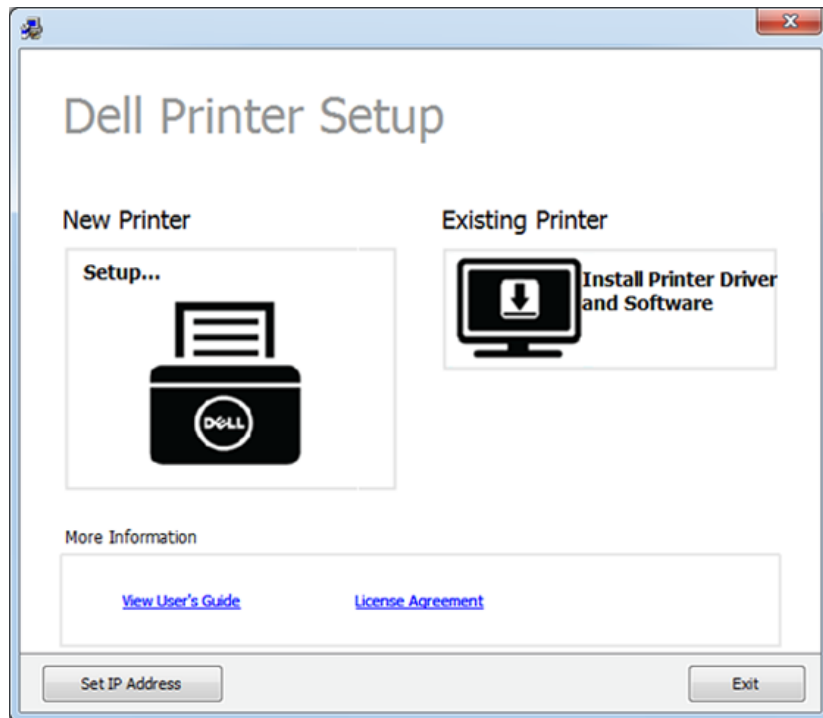 Dell Printer Setup
New Printer
Existing Printer
Setup...
Install Printer Driver
and Software
DELL
More Information
View User's Guide
License Agreement
Set IP Address
Exit